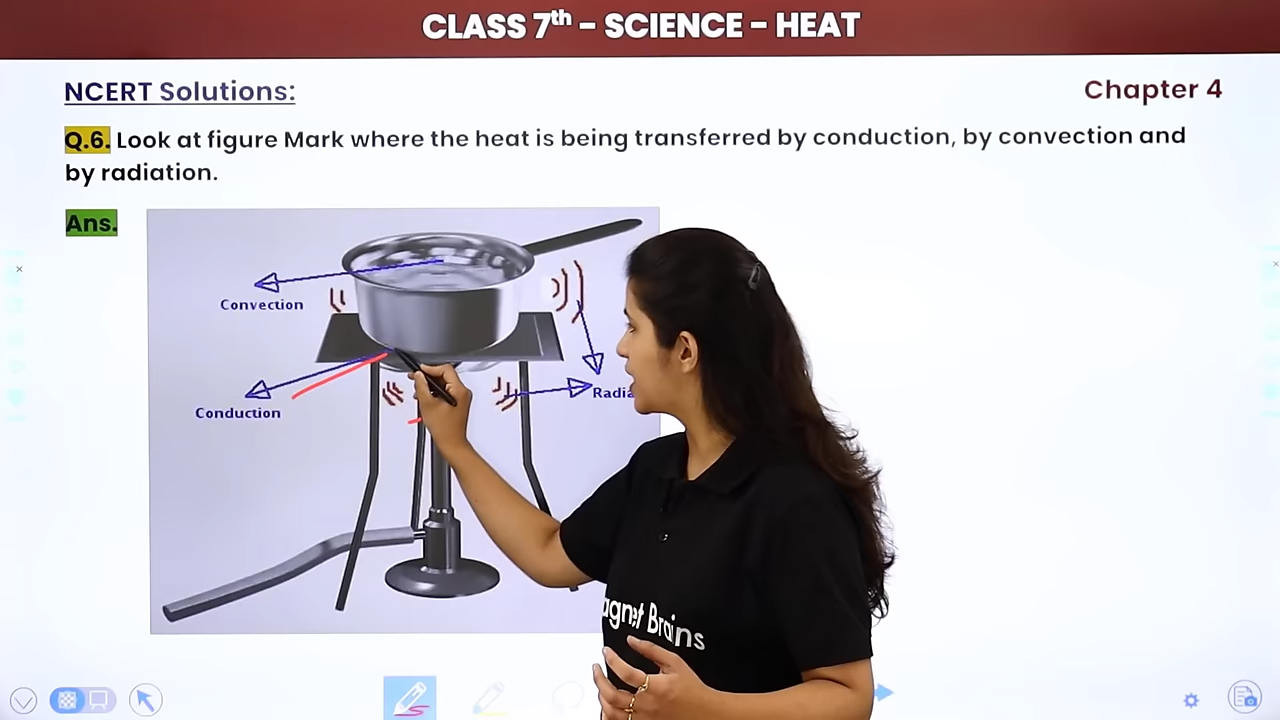 CLASS 7th – SCIENCE – HEAT
NCERT Solutions:
Chapter 4
Q.6. Look at figure Mark where the heat is being transferred by conduction, by convection and
by radiation.
Ans.
Convection
Conduction
Radia
agnet Brains